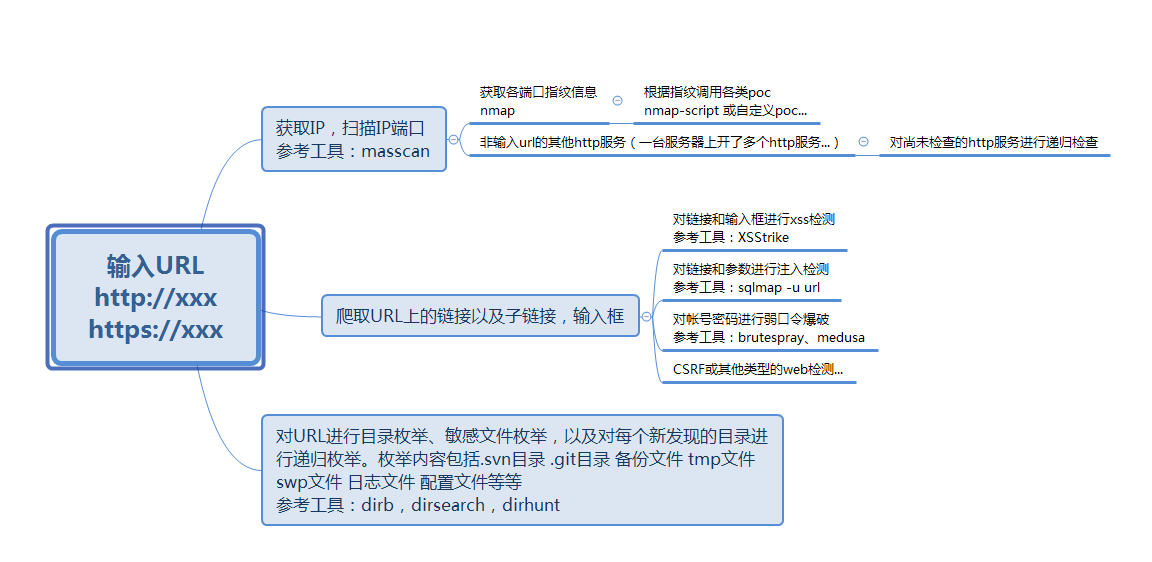 输入URL
http://xxx
https://xxx
获取IP，扫描IP端口
参考工具：masscan
获取各端口指纹信息
nmap
根据指纹调用各类poc
nmap-script 或自定义poc...
非输入url的其他http服务（一台服务器上开了多个http服务...）
对尚未检查的http服务进行递归检查
爬取URL上的链接以及子链接，输入框
对链接和输入框进行xss检测
参考工具：XSStrike
对链接和参数进行注入检测
参考工具：sqlmap -u url
对帐号密码进行弱口令爆破
参考工具：brutespray、medusa
CSRF或其他类型的web检测...
对URL进行目录枚举、敏感文件枚举，以及对每个新发现的目录进
行递归枚举。枚举内容包括.svn目录 .git目录 备份文件 tmp文件
swp文件 日志文件 配置文件等等
参考工具：dirb，dirsearch，dirhunt